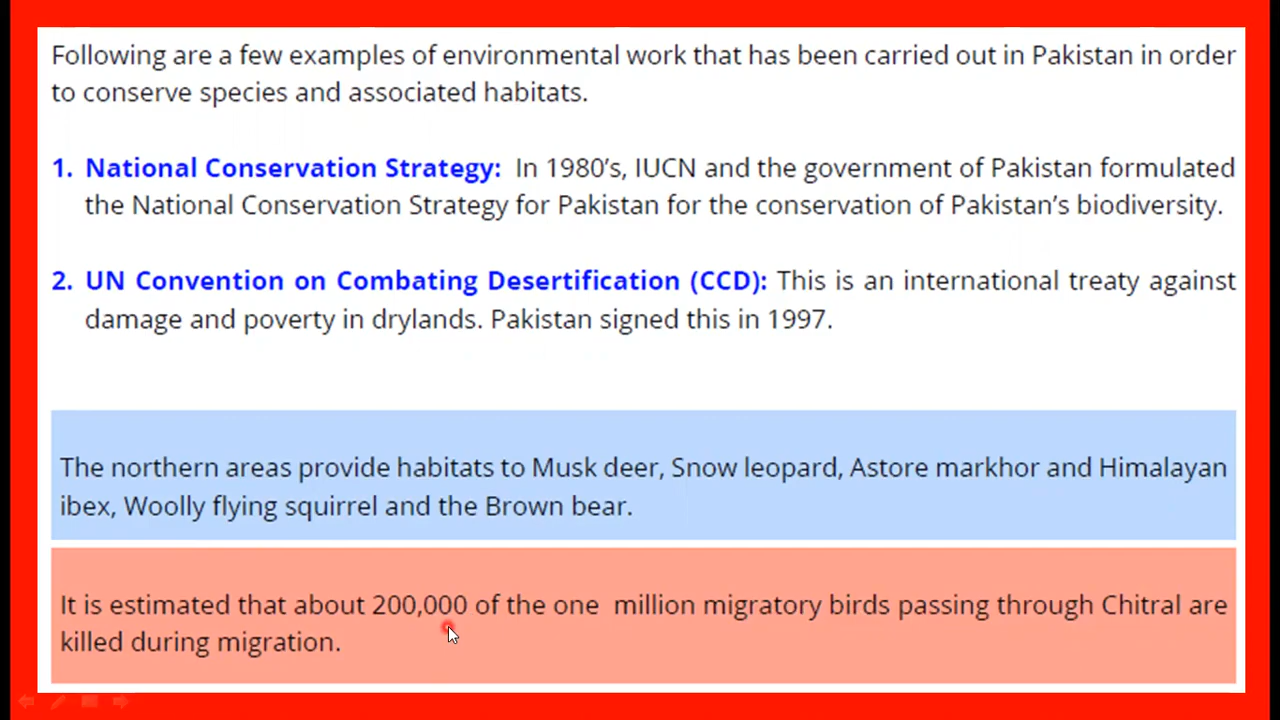 Following are a few examples of environmental work that has been carried out in Pakistan in order
to conserve species and associated habitats.
1. National Conservation Strategy: In 1980’s, IUCN and the government of Pakistan formulated
the National Conservation Strategy for Pakistan for the conservation of Pakistan’s biodiversity.
2. UN Convention on Combating Desertification (CCD): This is an international treaty against
damage and poverty in drylands. Pakistan signed this in 1997.
The northern areas provide habitats to Musk deer, Snow leopard, Astore markhor and Himalayan
ibex, Woolly flying squirrel and the Brown bear.
It is estimated that about 200,000 of the one million migratory birds passing through Chitral are
killed during migration.